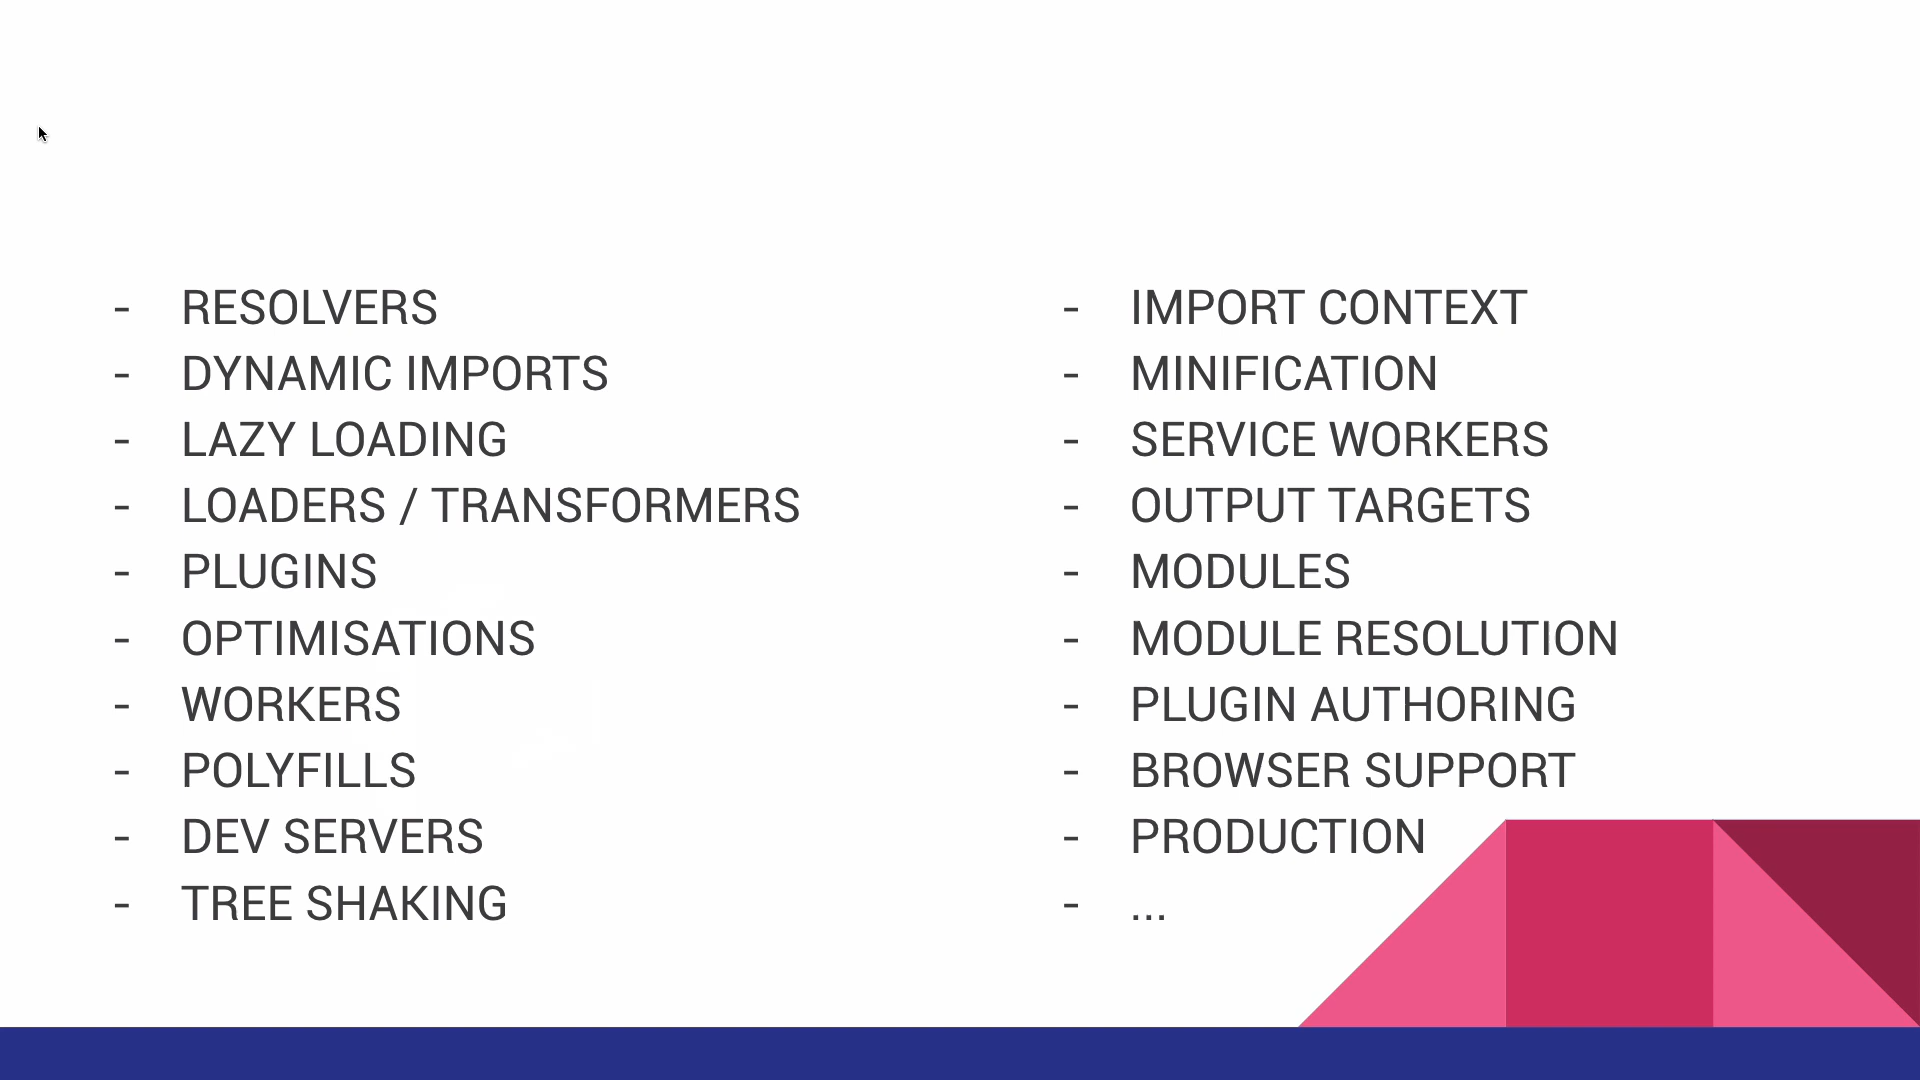 - RESOLVERS
- DYNAMIC IMPORTS
- LAZY LOADING
- LOADERS / TRANSFORMERS
- PLUGINS
- OPTIMISATIONS
- WORKERS
- POLYFILLS
- DEV SERVERS
- TREE SHAKING
- IMPORT CONTEXT
- MINIFICATION
- SERVICE WORKERS
- OUTPUT TARGETS
- MODULES
- MODULE RESOLUTION
- PLUGIN AUTHORING
- BROWSER SUPPORT
- PRODUCTION
- ...